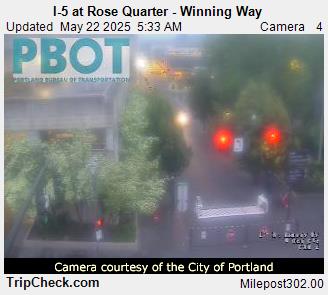 I-5 at Rose Quarter - Winning Way
Updated May 22 2025 5:33 AM Camera 4
PBOT
PORTLAND BUREAU OF TRANSPORTATION
Camera courtesy of the City of Portland
TripCheck.com Milepost302.00